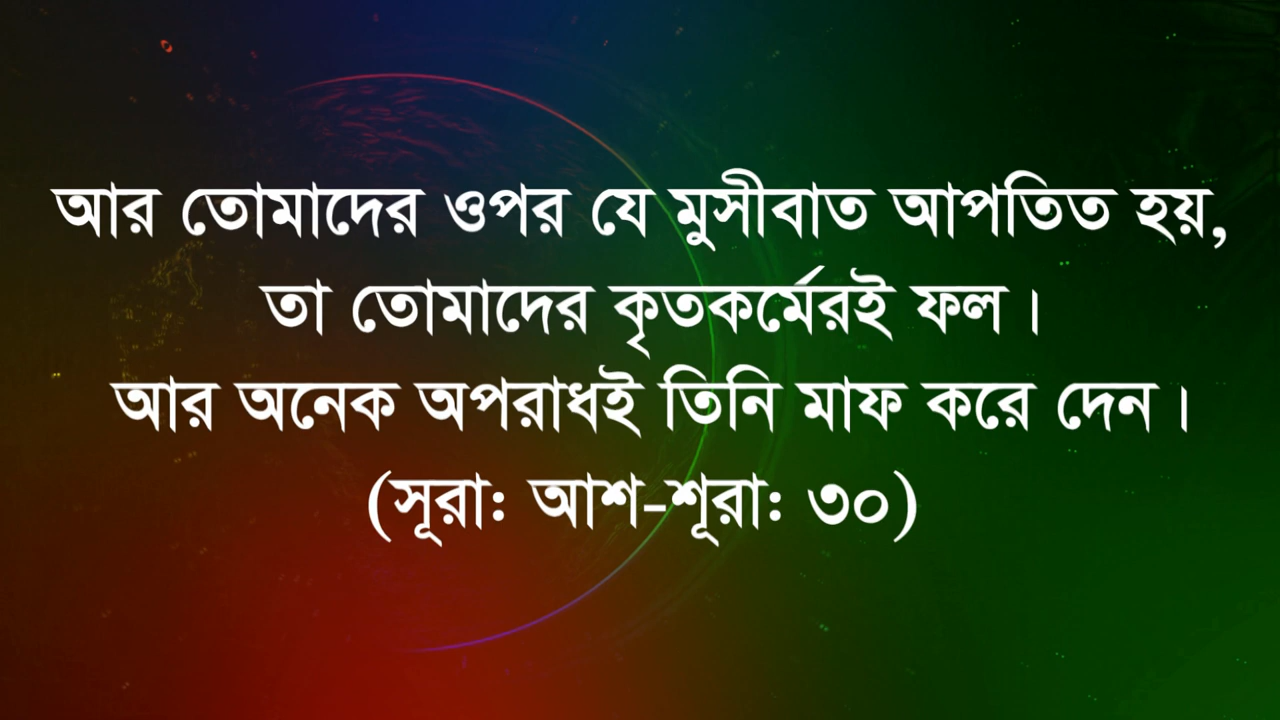 আর তোমাদের ওপর যে মুসীবাত আপতিত হয়,
তা তোমাদের কৃতকর্মেরই ফল।
আর অনেক অপরাধই তিনি মাফ করে দেন।
(সূরাঃ আশ-শূরাঃ ৩০)